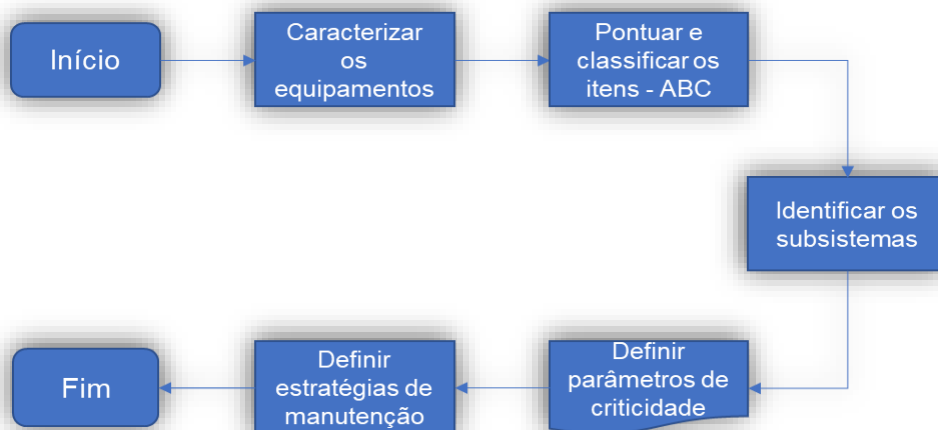 Início
Caracterizar
os
equipamentos
Pontuar e
classificar os
itens - ABC
Identificar os
subsistemas
Definir
parâmetros de
criticidade
Definir
estratégias de
manutenção
Fim